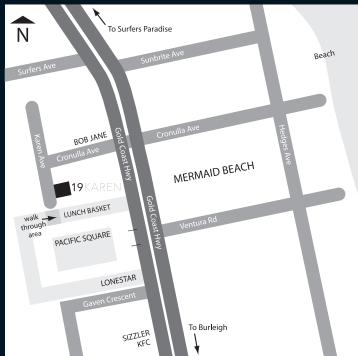 N
To Surfers Paradise
Surfers Ave
Sunbrite Ave
Beach
Karen Ave
BOB JANE
Cronulla Ave
Gold Coast Hwy
Cronulla Ave
Hedges Ave
MERMAID BEACH
19 KAREN
walk
through
area
LUNCH BASKET
Gold Coast Hwy
Ventura Rd
PACIFIC SQUARE
LONESTAR
Gaven Crescent
To Burleigh
SIZZLER
KFC